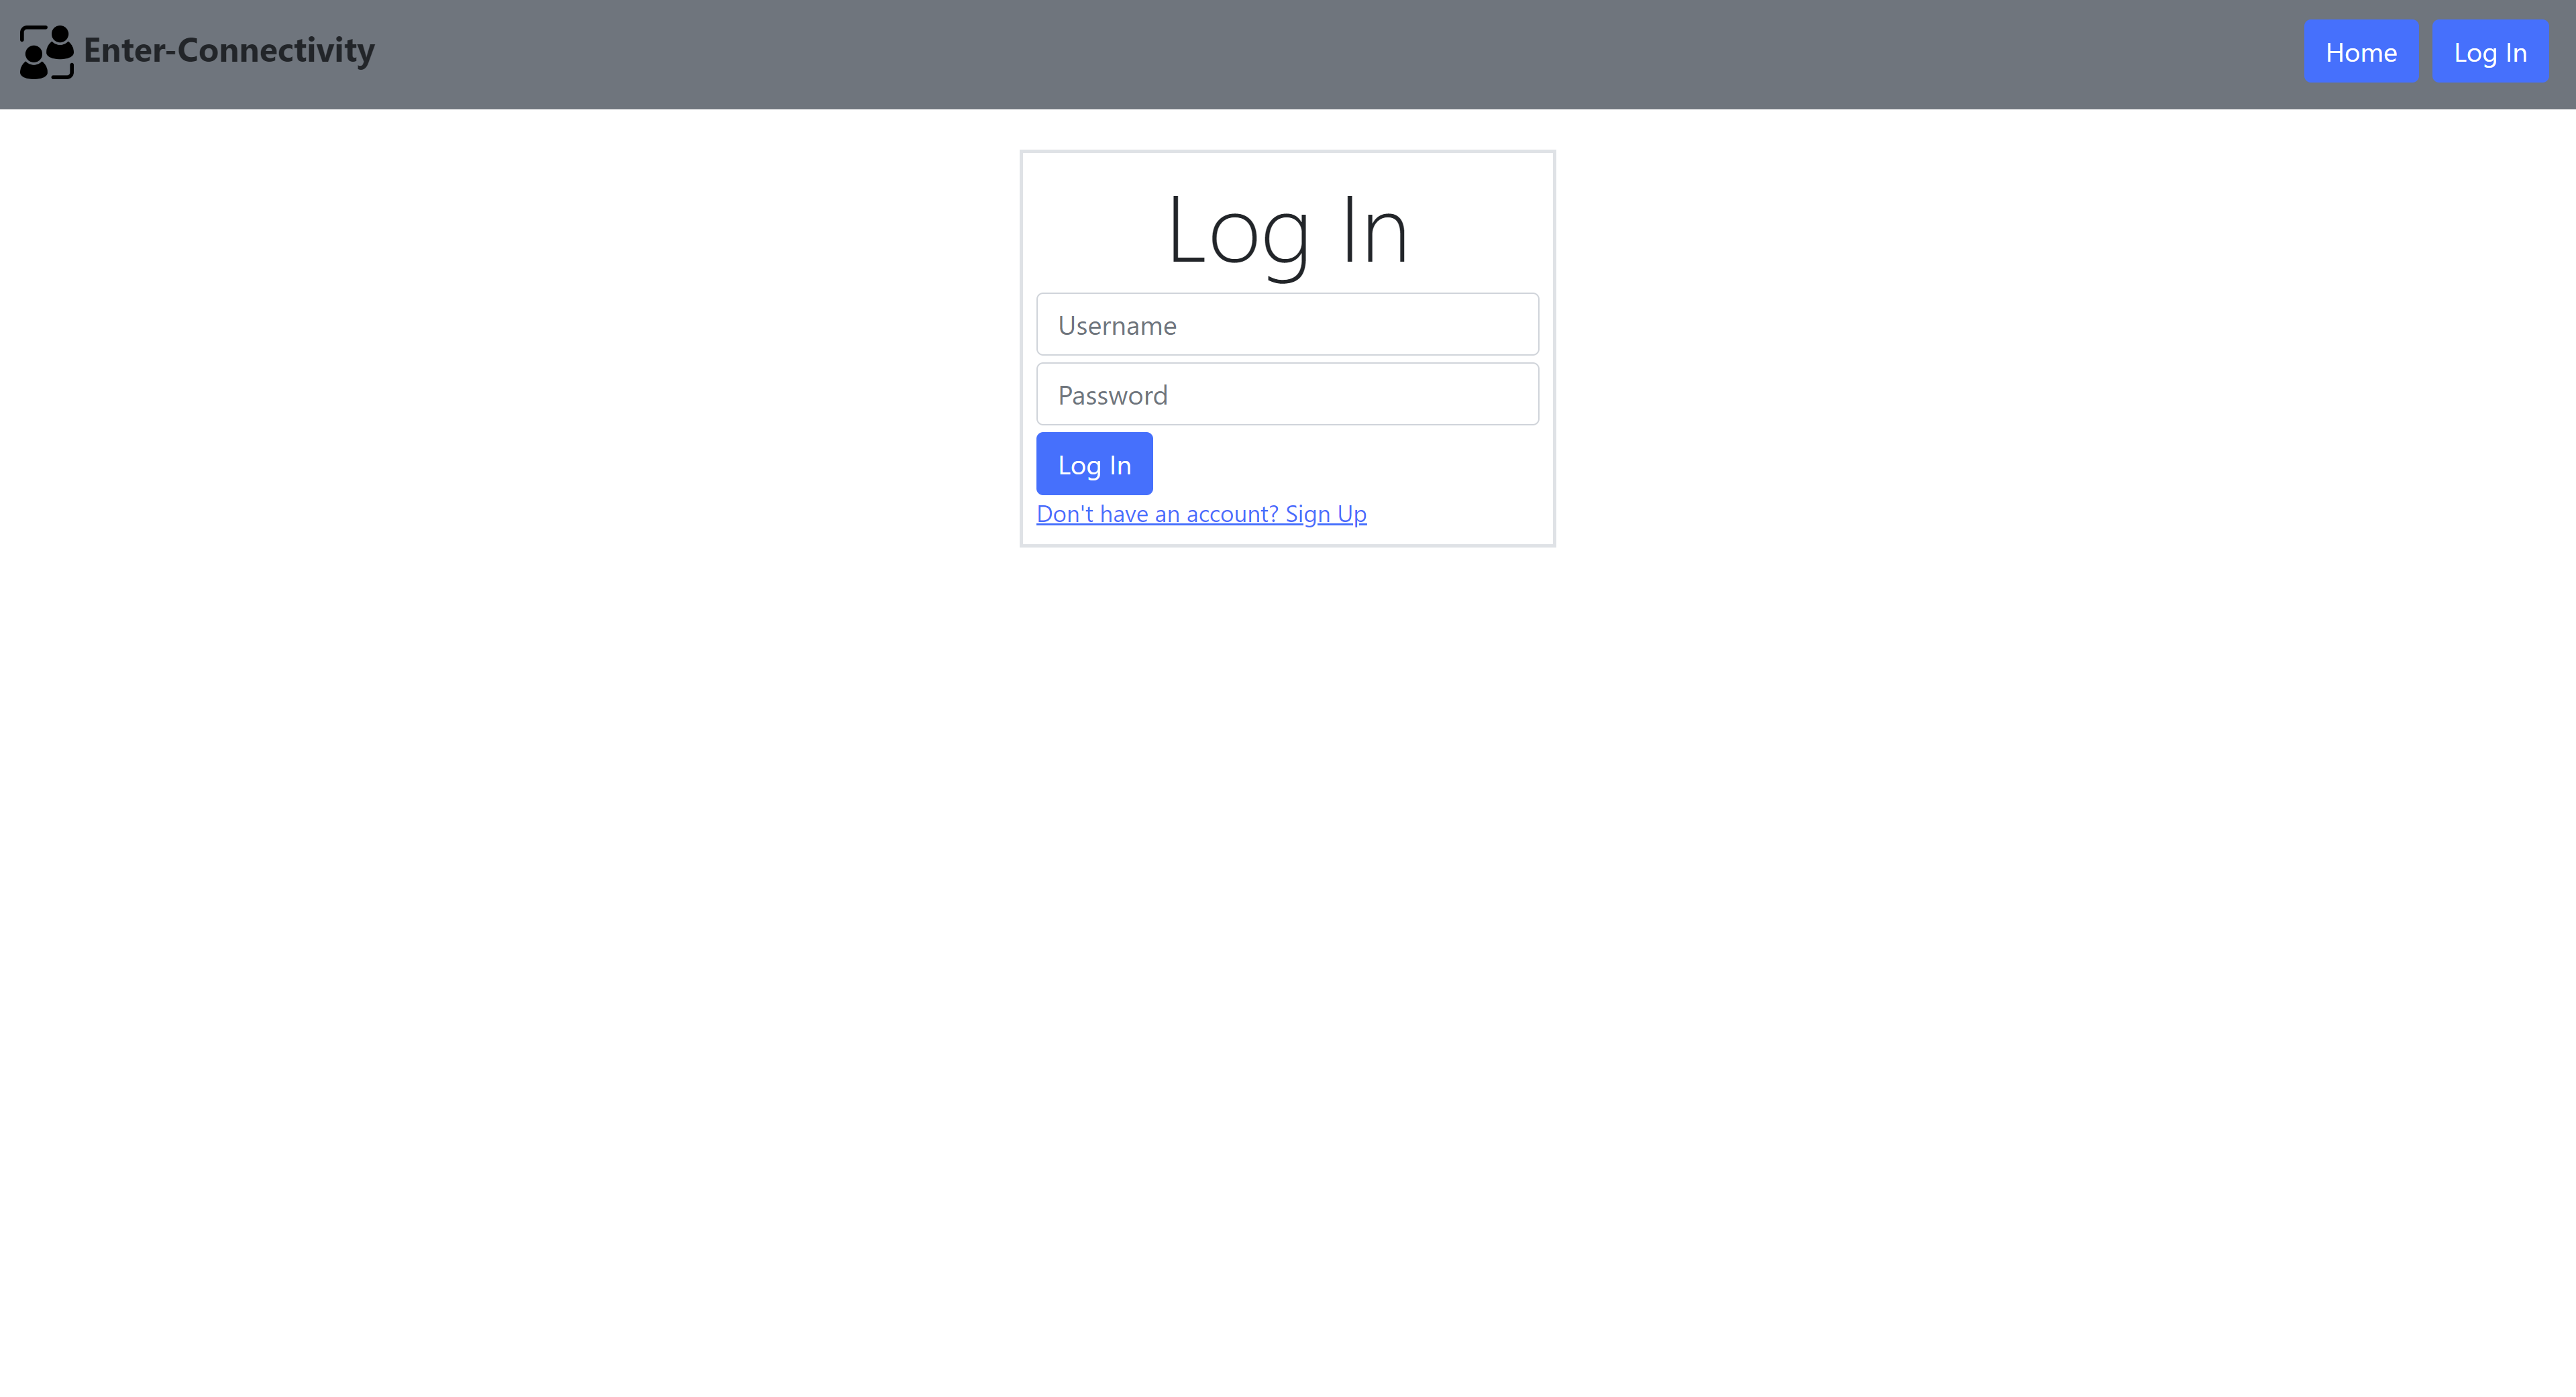 Enter-Connectivity
Home
Log In
Log In
Username
Password
Log In
Don't have an account? Sign Up